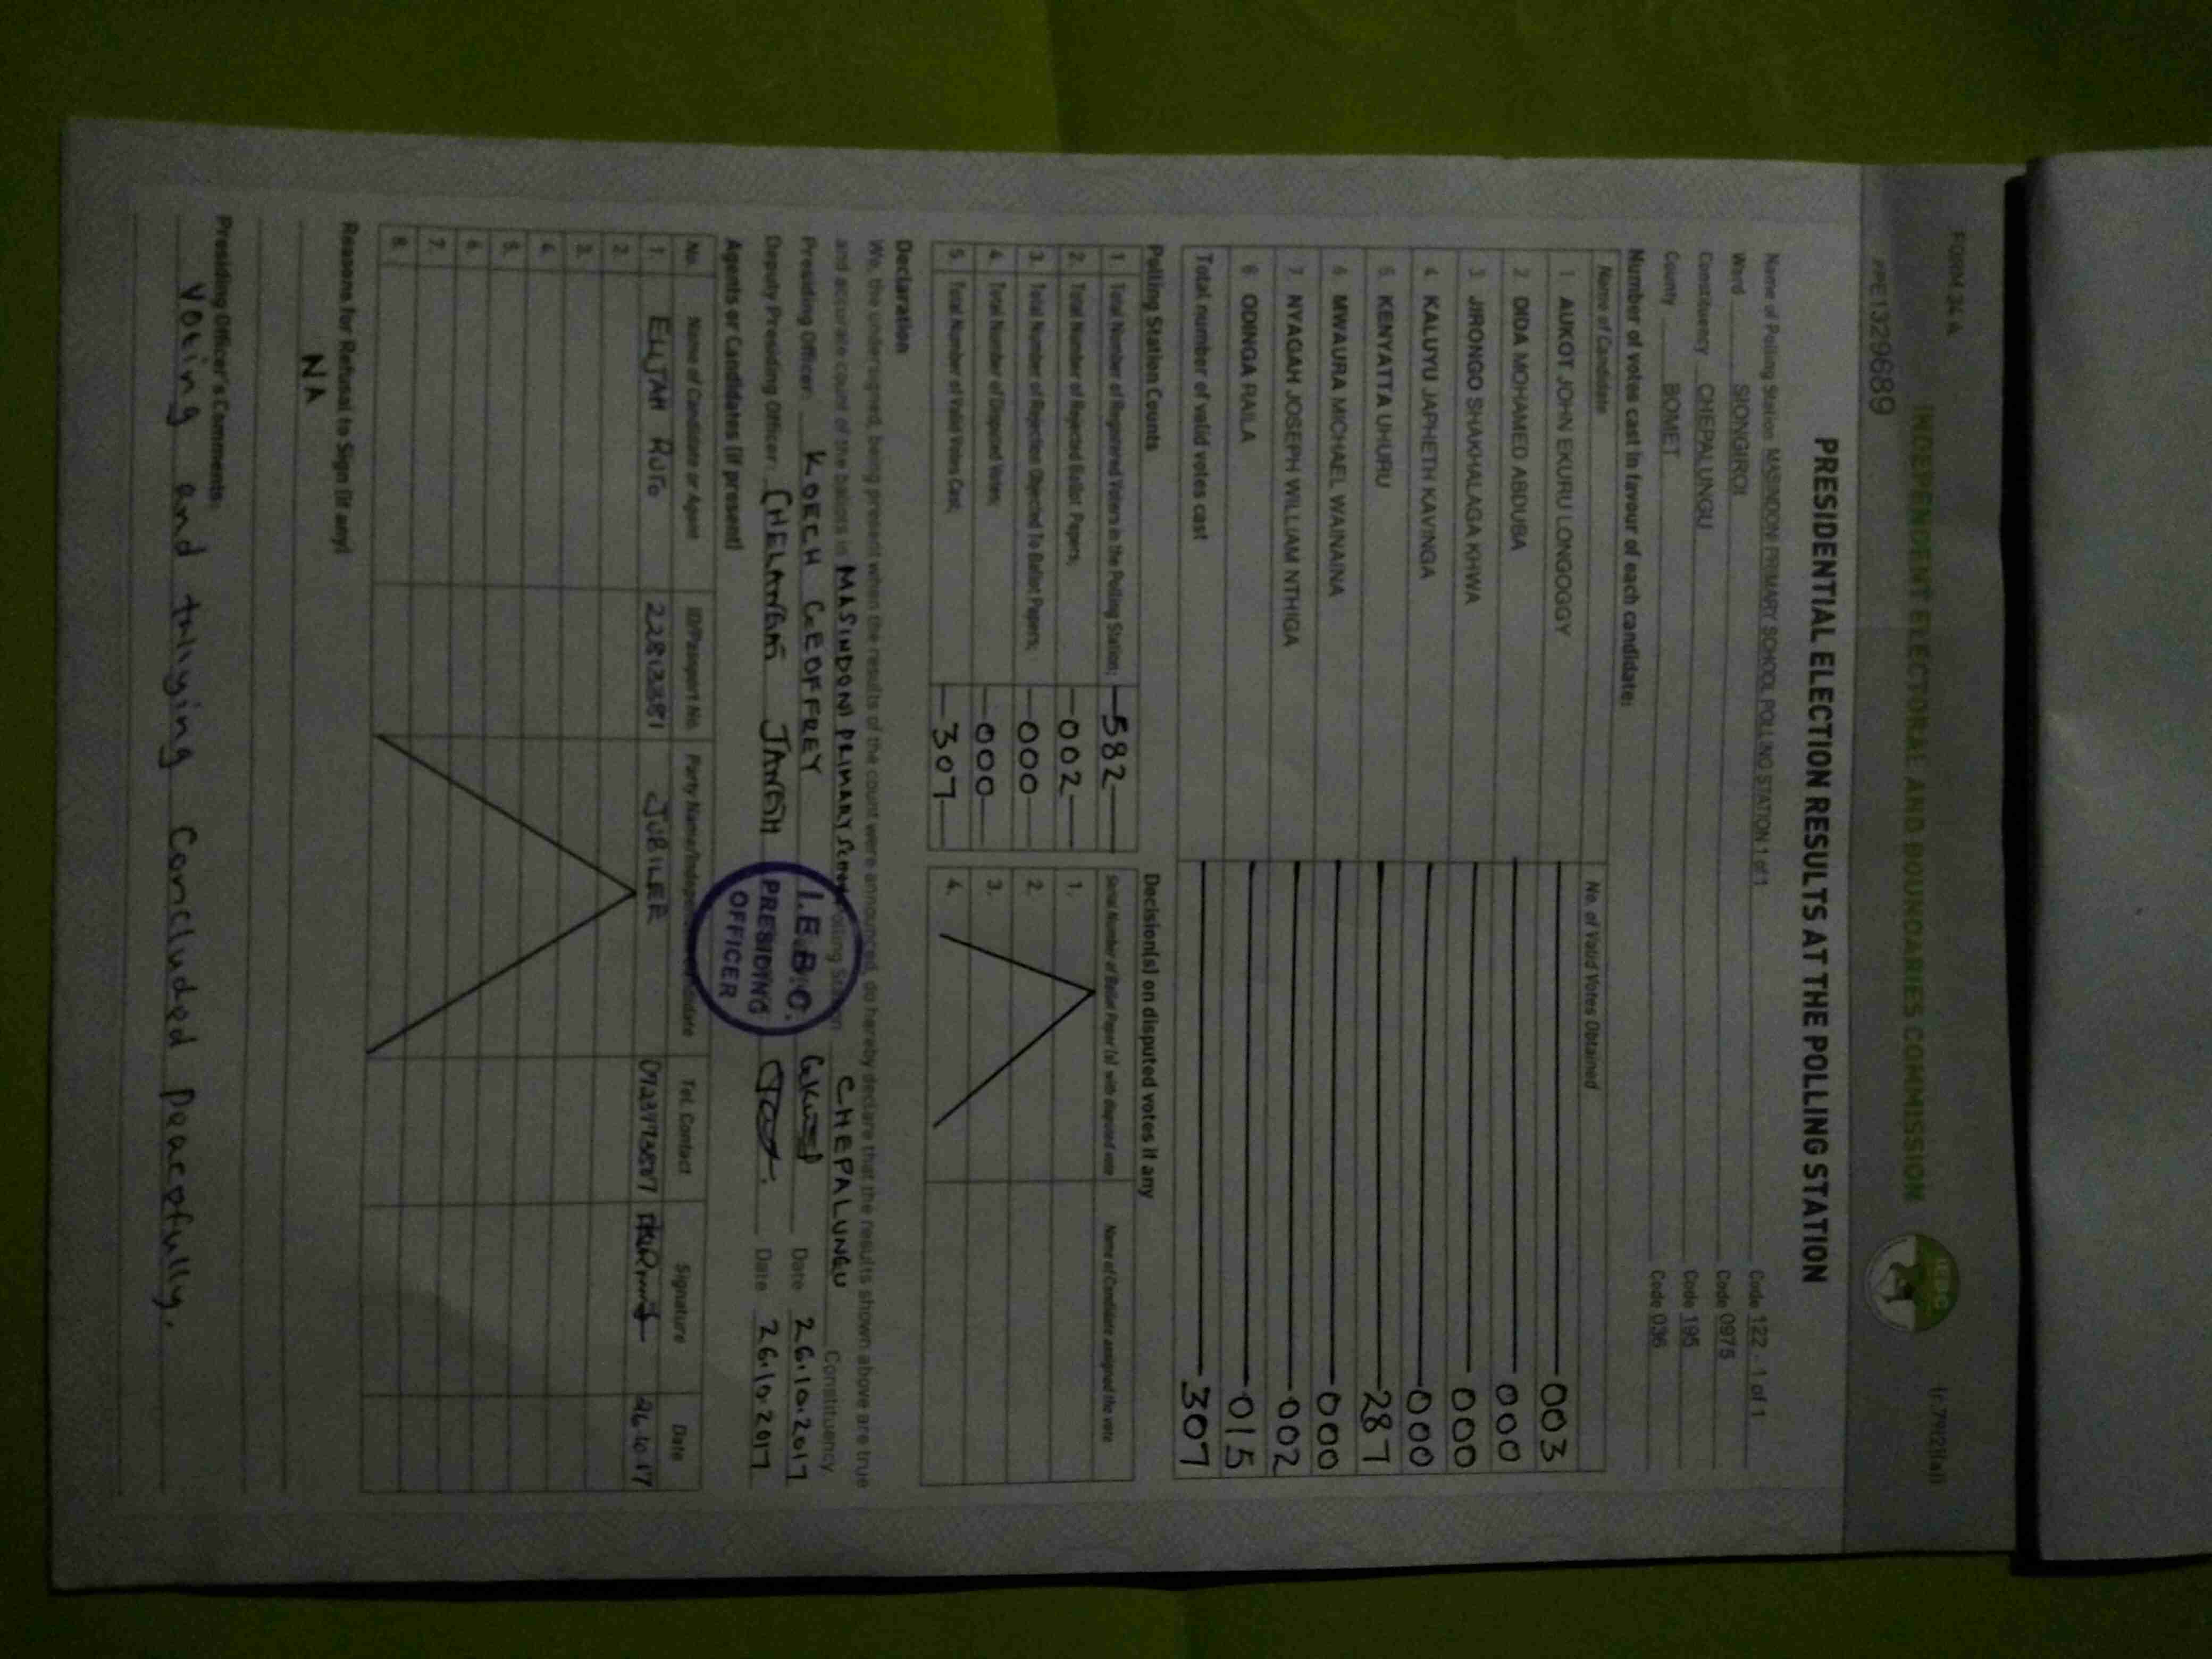 FORM 34 A
INDEPENDENT ELECTORAL AND BOUNDARIES COMMISSION
IEBC
PPE1329689
PRESIDENTIAL ELECTION RESULTS AT THE POLLING STATION
Name of Polling Station MASINDONI PRIMARY SCHOOL POLLING STATION 1 of 1 Code 122 - 1 of 1
Ward SIONGIROI Code 0975
Constituency CHEPALUNGU Code 195
County BOMET Code 036
Number of votes cast in favour of each candidate:
Name of Candidate No. of Valid Votes Obtained
1 AUKOT JOHN EKURU LONGOGGY 003
2 DIDA MOHAMED ABDUBA 000
3 JIRONGO SHAKHALAGA KHWA 000
4 KALUYU JAPHETH KAVINGA 000
5 KENYATTA UHURU 287
6 MWAURA MICHAEL WAINAINA 000
7 NYAGAH JOSEPH WILLIAM NTHIGA 002
8 ODINGA RAILA 015
Total number of valid votes cast 307
Polling Station Counts
1. Total Number of Registered Voters in the Polling Station; 582
2. Total Number of Rejected Ballot Papers; 002
3. Total Number of Rejection Objected To Ballot Papers; 000
4. Total Number of Disputed Votes; 000
5. Total Number of Valid Votes Cast; 307
Decision(s) on disputed votes if any
Serial Number of Ballot Paper (s) with disputed vote Name of Candidate assigned the vote
1.
2.
3.
4.
Declaration
We, the undersigned, being present when the results of the count were announced, do hereby declare that the results shown above are true
and accurate count of the ballots in MASINDONI PRIMARY School Polling Station CHEPALUNGU Constituency
Presiding Officer: KOECH GEOFFREY Date 26.10.2017
Deputy Presiding Officer: JANETH Date 26.10.2017
I.E.B.C.
PRESIDING
OFFICER
Agents or Candidates (if present)
No. Name of Candidate or Agent ID/Passport No. Party Name/Independent Candidate Tel. Contact Signature Date
1. ELIJAH RUTO JUBILEE 26.10.17
2.
3.
4.
5.
6.
7.
8.
Reasons for Refusal to Sign (if any)
NA
Presiding Officer's Comments:
Voting and tallying Concluded peacefully.